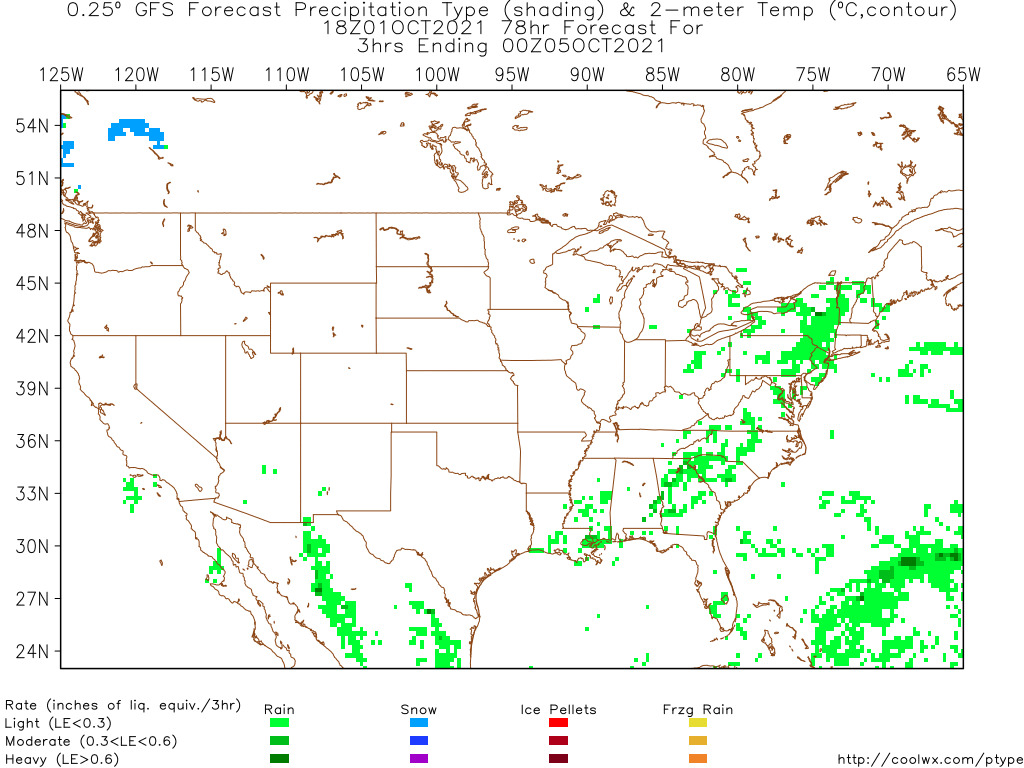 0.25º GFS Forecast Precipitation Type (shading) & 2-meter Temp (ºC,contour)
18Z01OCT2021 78hr Forecast For
3hrs Ending 00Z05OCT2021
125W 120W 115W 110W 105W 100W 95W 90W 85W 80W 75W 70W 65W
54N
51N
48N
45N
42N
39N
36N
33N
30N
27N
24N
Rate (inches of liq. equiv./3hr) Rain Snow Ice Pellets Frzg Rain
Light (LE<0.3)
Moderate (0.3<LE<0.6)
Heavy (LE>0.6) http://coolwx.com/ptype